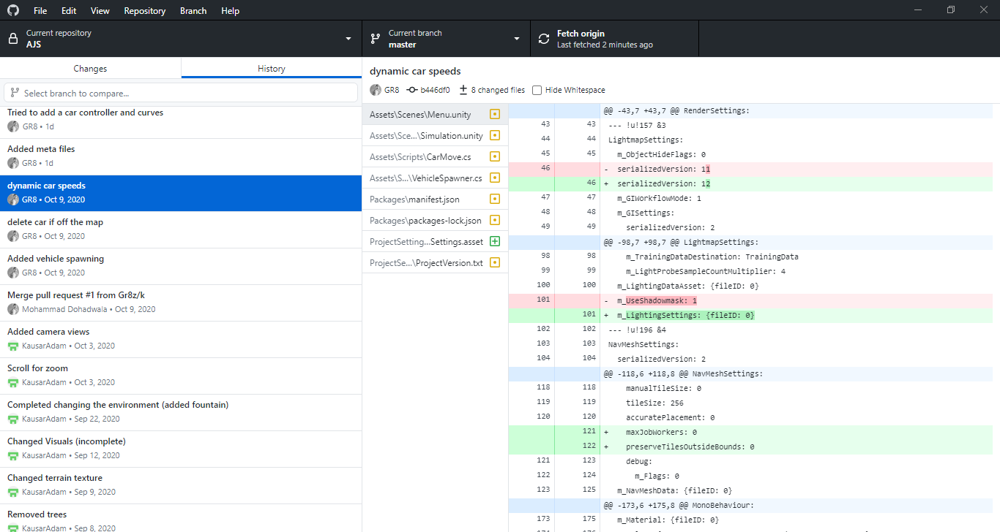 File Edit View Repository Branch Help
Current repository
AJS
Current branch
master
Fetch origin
Last fetched 2 minutes ago
Changes
History
Select branch to compare...
Tried to add a car controller and curves
GR8 • 1d
Added meta files
GR8 • 1d
dynamic car speeds
GR8 • Oct 9, 2020
delete car if off the map
GR8 • Oct 9, 2020
Added vehicle spawning
GR8 • Oct 9, 2020
Merge pull request #1 from Gr8z/k
Mohammad Dohadwala • Oct 9, 2020
Added camera views
KausarAdam • Oct 3, 2020
Scroll for zoom
KausarAdam • Oct 3, 2020
Completed changing the environment (added fountain)
KausarAdam • Sep 22, 2020
Changed Visuals (incomplete)
KausarAdam • Sep 12, 2020
Changed terrain texture
KausarAdam • Sep 9, 2020
Removed trees
KausarAdam • Sep 8, 2020
dynamic car speeds
GR8 b446df0 8 changed files Hide Whitespace
Assets\Scenes\Menu.unity
Assets\Sce...\Simulation.unity
Assets\Scripts\CarMove.cs
Assets\S...\VehicleSpawner.cs
Packages\manifest.json
Packages\packages-lock.json
ProjectSetting...Settings.asset
ProjectSe...\ProjectVersion.txt
@@ -43,7 +43,7 @@ RenderSettings:
43 43 --- !u!157 &3
44 44 LightmapSettings:
45 45 m_ObjectHideFlags: 0
46 - serializedVersion: 11
46 + serializedVersion: 12
47 47 m_GIWorkflowMode: 1
48 48 m_GISettings:
49 49 serializedVersion: 2
@@ -98,7 +98,7 @@ LightmapSettings:
98 98 m_TrainingDataDestination: TrainingData
99 99 m_LightProbeSampleCountMultiplier: 4
100 100 m_LightingDataAsset: {fileID: 0}
101 - m_UseShadowmask: 1
101 + m_LightingSettings: {fileID: 0}
102 102 --- !u!196 &4
103 103 NavMeshSettings:
104 104 serializedVersion: 2
@@ -118,6 +118,8 @@ NavMeshSettings:
118 118 manualTileSize: 0
119 119 tileSize: 256
120 120 accuratePlacement: 0
121 + maxJobWorkers: 0
122 + preserveTilesOutsideBounds: 0
121 123 debug:
122 124 m_Flags: 0
123 125 m_NavMeshData: {fileID: 0}
@@ -173,6 +175,8 @@ MonoBehaviour:
173 175 m_Material: {fileID: 0}